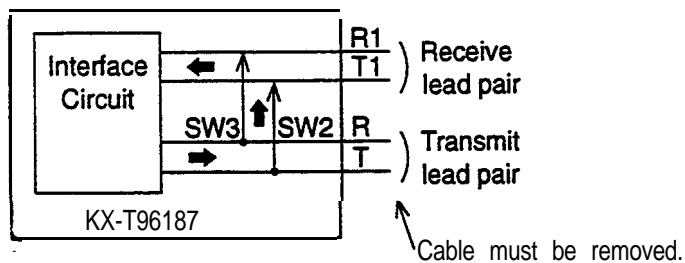 Interface
Circuit
R1
T1
Receive
lead pair
SW3
SW2
R
T
Transmit
lead pair
KX-T96187
Cable must be removed.